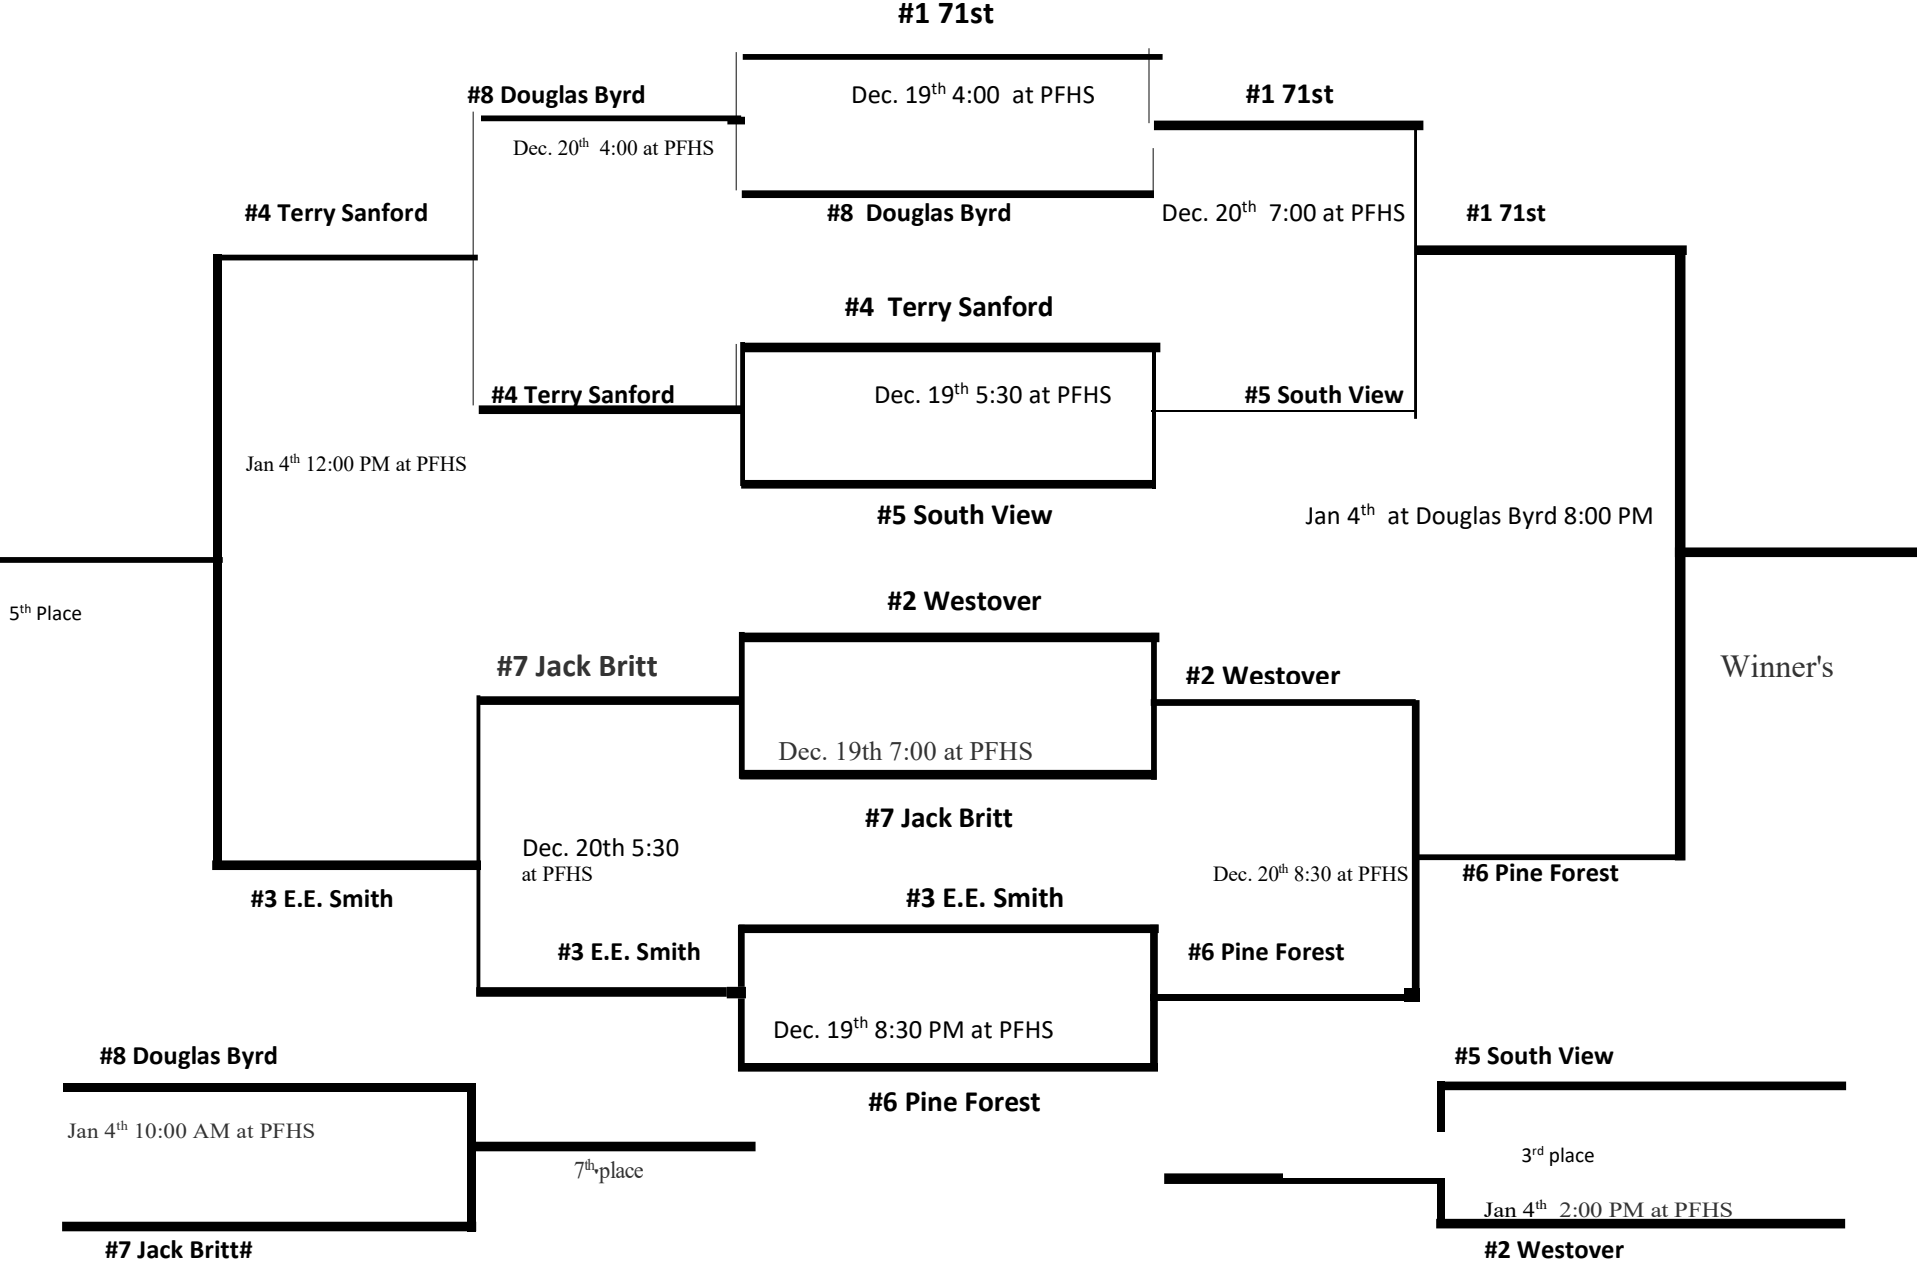 #1 71st
#8 Douglas Byrd
Dec. 19th 4:00 at PFHS
#1 71st
Dec. 20th 4:00 at PFHS
#4 Terry Sanford
#8 Douglas Byrd
Dec. 20th 7:00 at PFHS
#1 71st
#4 Terry Sanford
#4 Terry Sanford
Dec. 19th 5:30 at PFHS
#5 South View
Jan 4th 12:00 PM at PFHS
#5 South View
Jan 4th at Douglas Byrd 8:00 PM
5th Place
#2 Westover
#7 Jack Britt
#2 Westover
Winner's
Dec. 19th 7:00 at PFHS
#7 Jack Britt
Dec. 20th 5:30
at PFHS
Dec. 20th 8:30 at PFHS
#6 Pine Forest
#3 E.E. Smith
#3 E.E. Smith
#3 E.E. Smith
#6 Pine Forest
Dec. 19th 8:30 PM at PFHS
#8 Douglas Byrd
#5 South View
#6 Pine Forest
Jan 4th 10:00 AM at PFHS
7th place
3rd place
Jan 4th 2:00 PM at PFHS
#7 Jack Britt#
#2 Westover